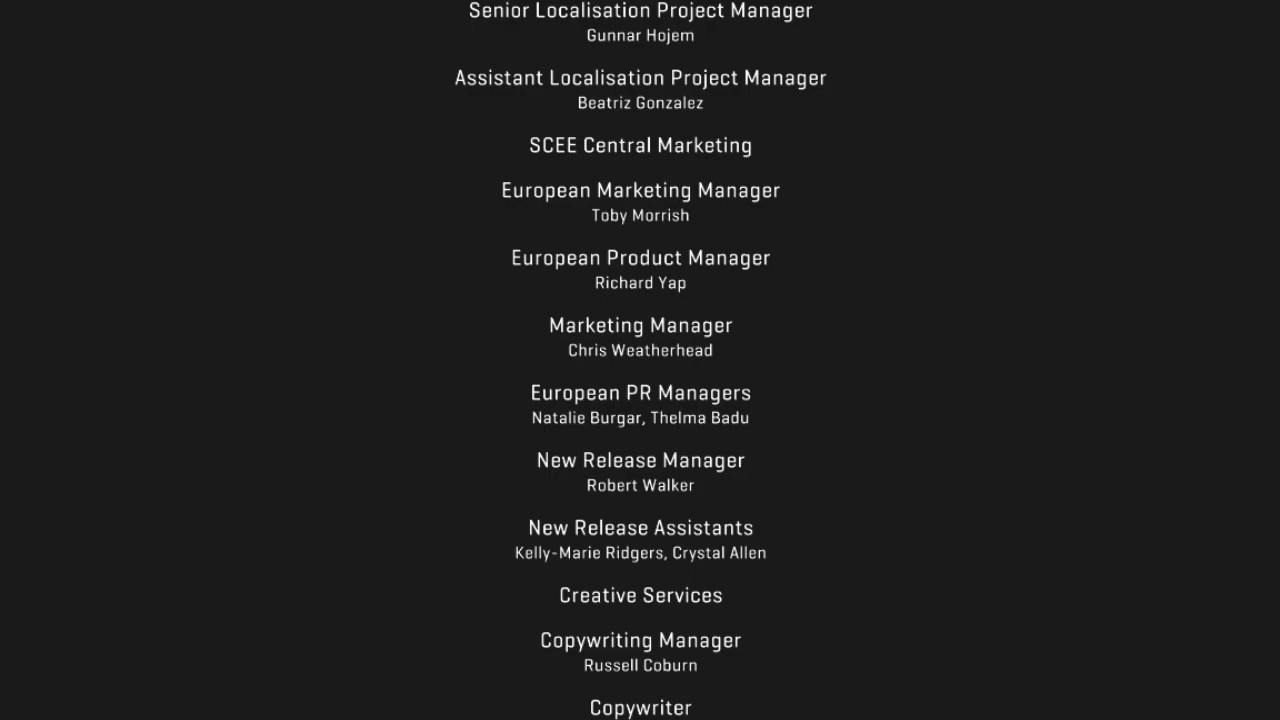 Senior Localisation Project Manager
Gunnar Hojem
Assistant Localisation Project Manager
Beatriz Gonzalez
SCEE Central Marketing
European Marketing Manager
Toby Morrish
European Product Manager
Richard Yap
Marketing Manager
Chris Weatherhead
European PR Managers
Natalie Burgar, Thelma Badu
New Release Manager
Robert Walker
New Release Assistants
Kelly-Marie Ridgers, Crystal Allen
Creative Services
Copywriting Manager
Russell Coburn
Copywriter